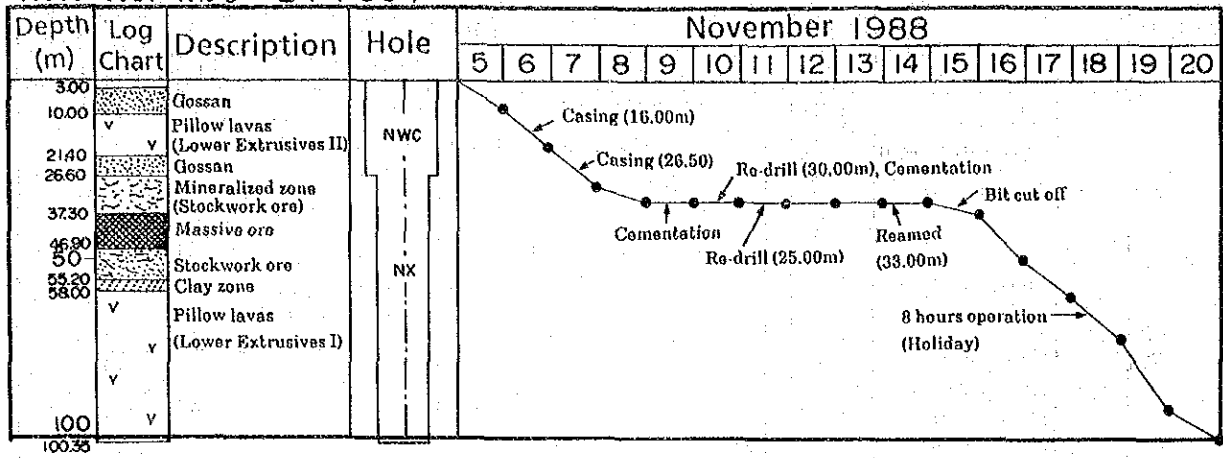 Depth (m)
Log Chart
Description
Hole
November 1988
5 6 7 8 9 10 11 12 13 14 15 16 17 18 19 20
3.00
Gossan
10.00
Pillow lavas
(Lower Extrusives II)
v
v
21.40
Gossan
26.60
Mineralized zone
(Stockwork ore)
37.30
Massive ore
46.90
50
Stockwork ore
55.20
Clay zone
58.00
Pillow lavas
(Lower Extrusives I)
v
v
v
v
100
100.35
NWC
NX
Casing (16.00m)
Casing (26.50)
Re-drill (30.00m), Cementation
Cementation
Re-drill (25.00m)
Reamed
(33.00m)
Bit cut off
8 hours operation
(Holiday)